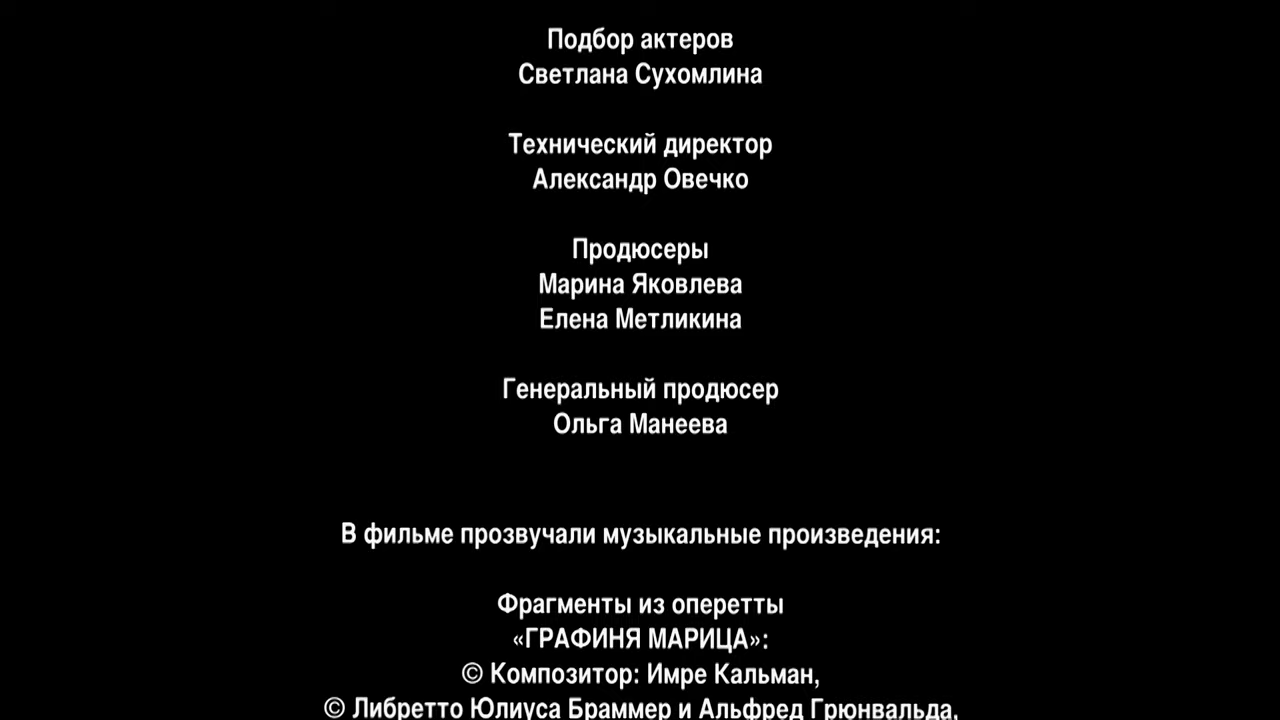 Подбор актеров
Светлана Сухомлина
Технический директор
Александр Овечко
Продюсеры
Марина Яковлева
Елена Метликина
Генеральный продюсер
Ольга Манеева
В фильме прозвучали музыкальные произведения:
Фрагменты из оперетты
«ГРАФИНЯ МАРИЦА»:
© Композитор: Имре Кальман,
© Либретто Юлиуса Браммер и Альфред Грюнвальда,